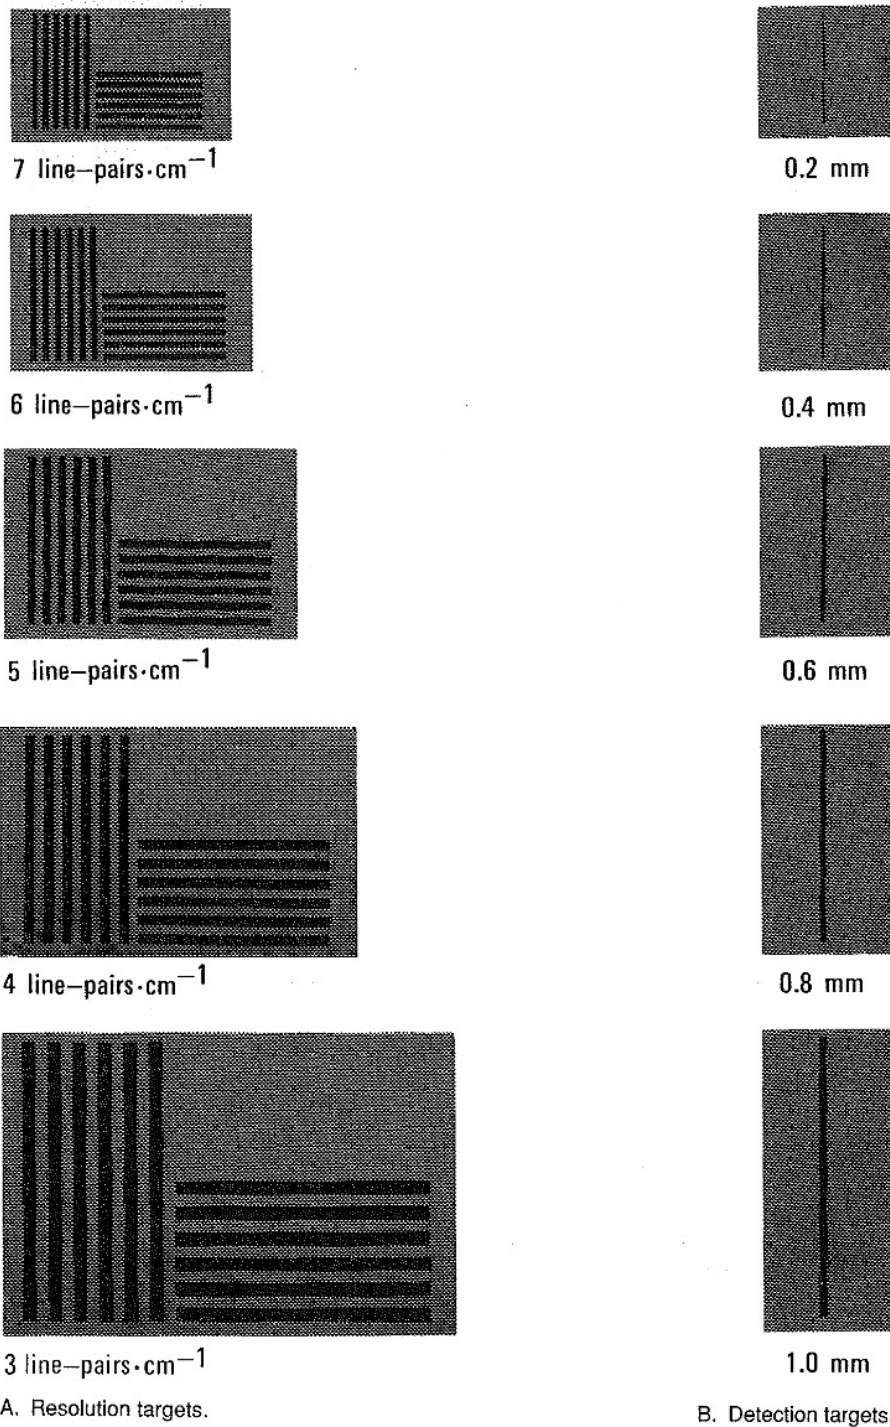 7 line–pairs·cm⁻¹
0.2 mm
6 line–pairs·cm⁻¹
0.4 mm
5 line–pairs·cm⁻¹
0.6 mm
4 line–pairs·cm⁻¹
0.8 mm
3 line–pairs·cm⁻¹
1.0 mm
A. Resolution targets.
B. Detection targets